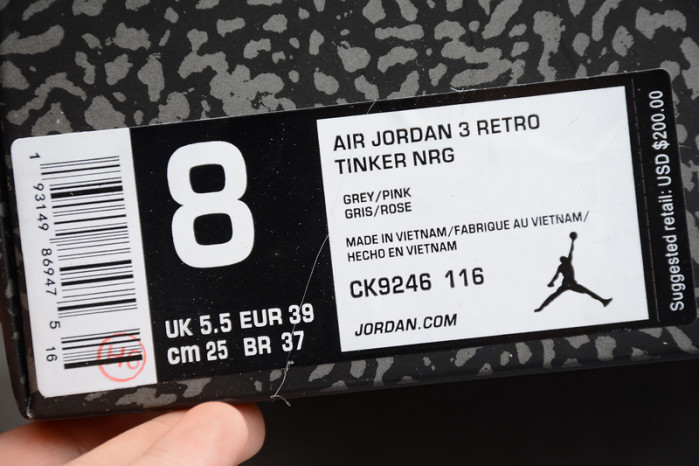 1 93149 86947 5 16
8
UK 5.5 EUR 39
cm 25 BR 37
AIR JORDAN 3 RETRO
TINKER NRG
GREY/PINK
GRIS/ROSE
MADE IN VIETNAM/FABRIQUE AU VIETNAM/
HECHO EN VIETNAM
CK9246 116
JORDAN.COM
Suggested retail: USD $200.00